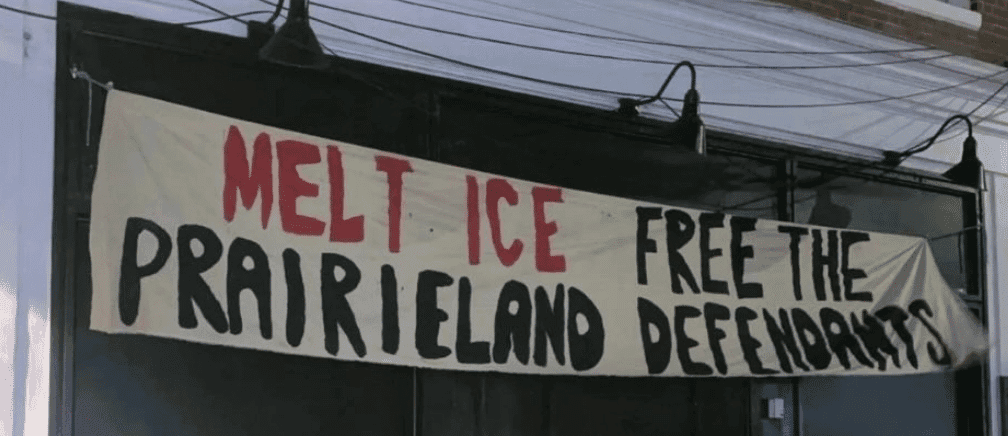 MELT ICE FREE THE
PRAIRIELAND DEFENDANTS